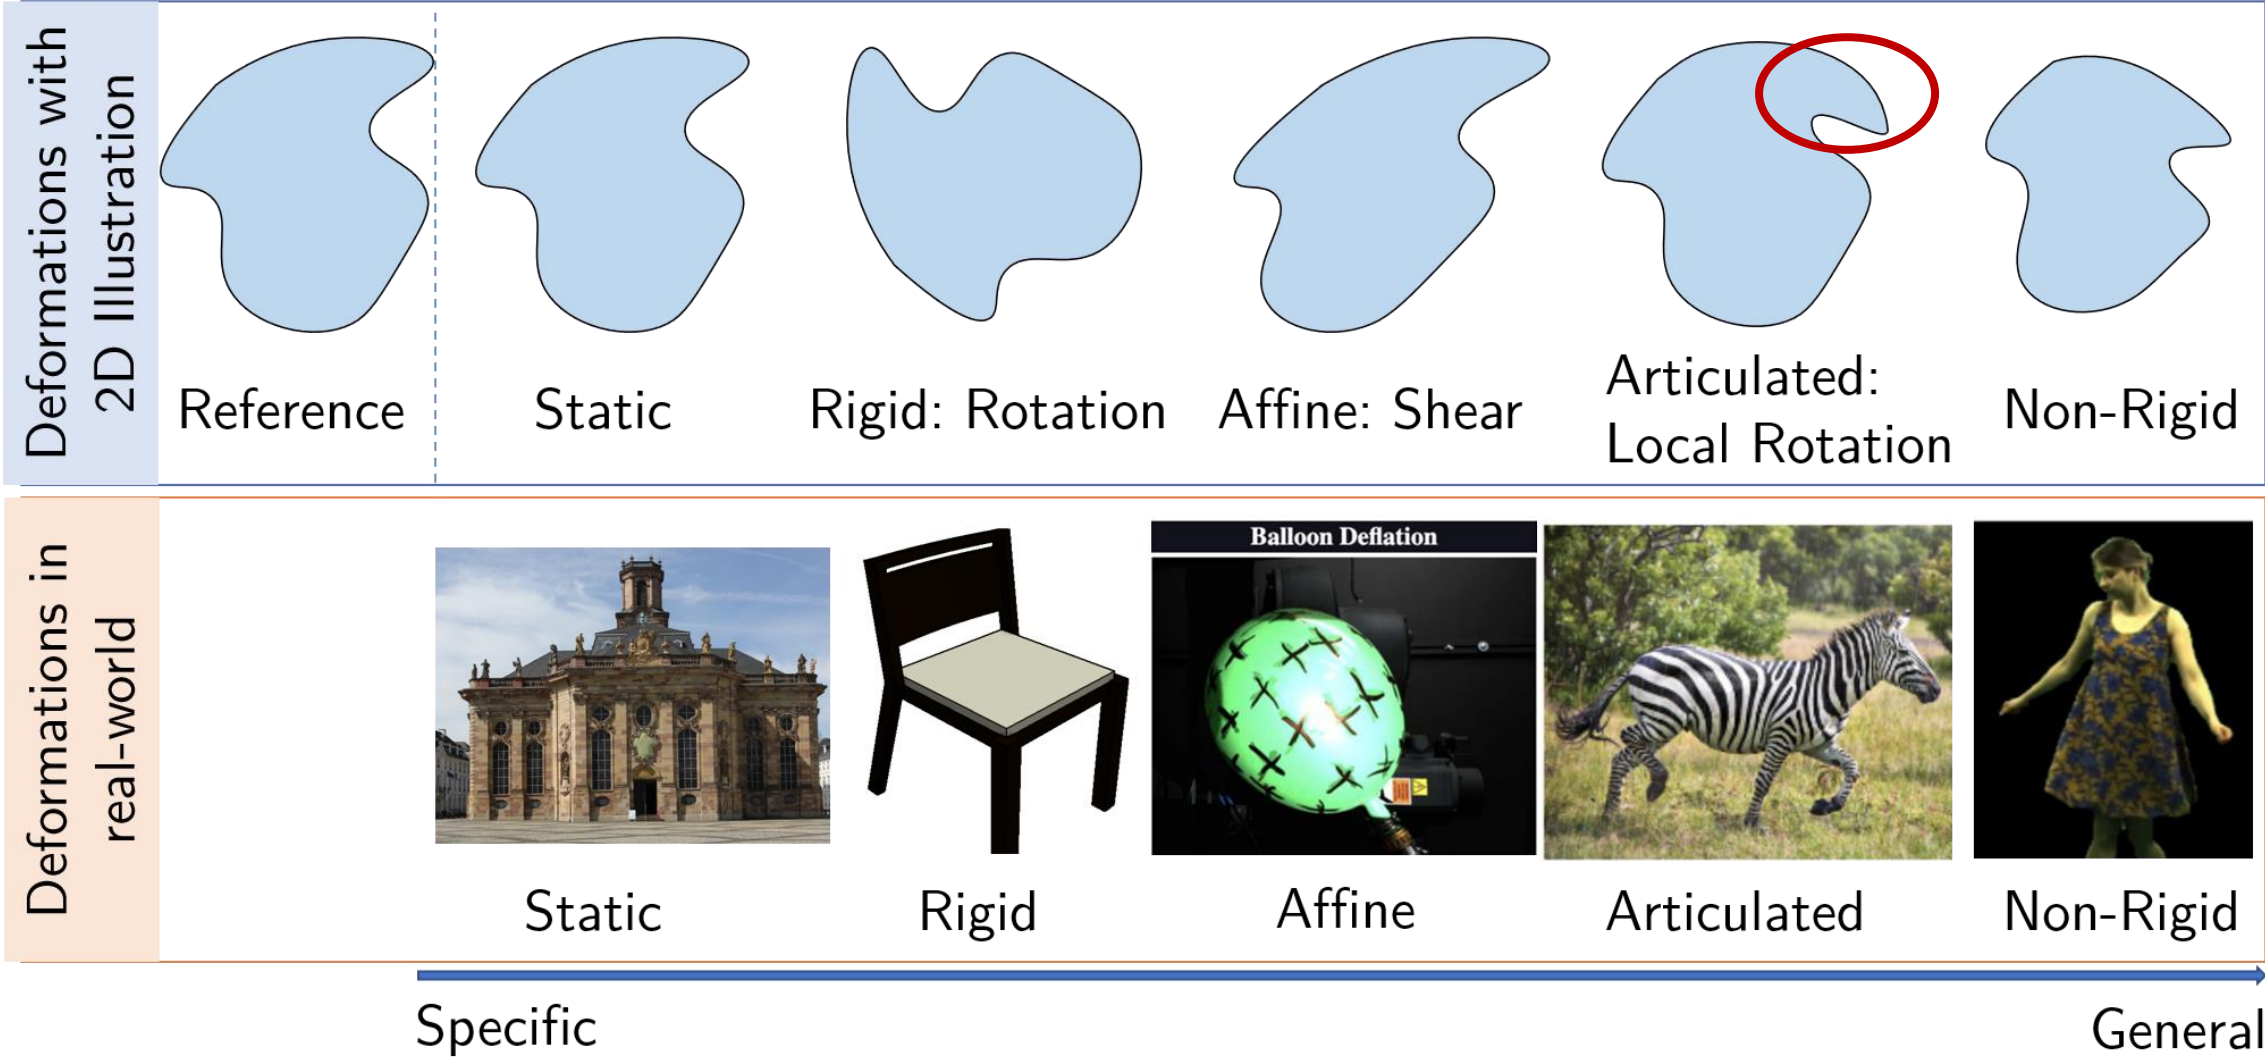 Deformations with
2D Illustration
Reference
Static
Rigid: Rotation
Affine: Shear
Articulated:
Local Rotation
Non-Rigid
Deformations in
real-world
Balloon Deflation
Static
Rigid
Affine
Articulated
Non-Rigid
Specific
General